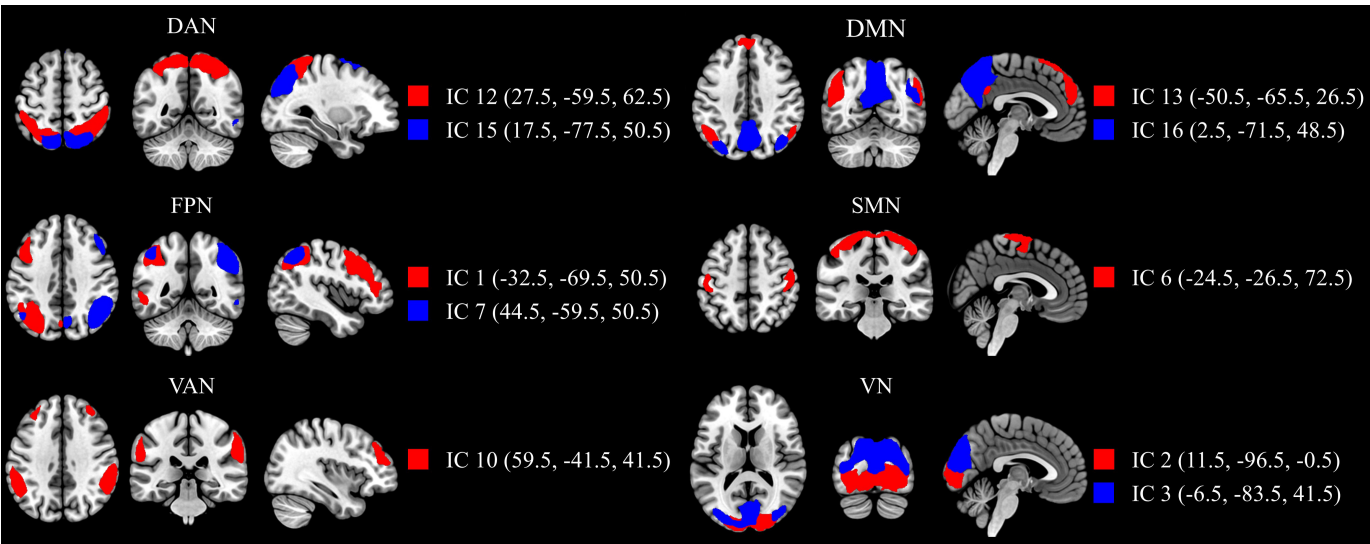 DAN
IC 12 (27.5, -59.5, 62.5)
IC 15 (17.5, -77.5, 50.5)
DMN
IC 13 (-50.5, -65.5, 26.5)
IC 16 (2.5, -71.5, 48.5)
FPN
IC 1 (-32.5, -69.5, 50.5)
IC 7 (44.5, -59.5, 50.5)
SMN
IC 6 (-24.5, -26.5, 72.5)
VAN
IC 10 (59.5, -41.5, 41.5)
VN
IC 2 (11.5, -96.5, -0.5)
IC 3 (-6.5, -83.5, 41.5)